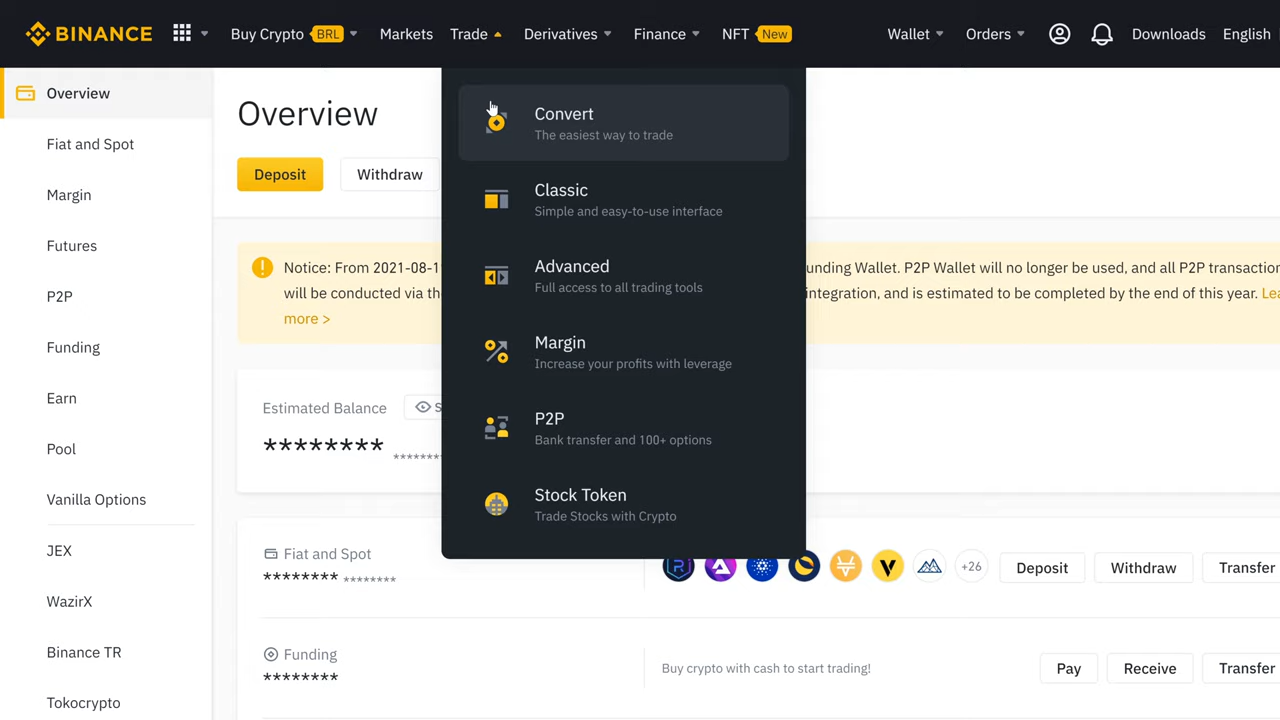 BINANCE
Buy Crypto BRL
Markets
Trade
Derivatives
Finance
NFT New
Wallet
Orders
Downloads
English
Overview
Fiat and Spot
Margin
Futures
P2P
Funding
Earn
Pool
Vanilla Options
JEX
WazirX
Binance TR
Tokocrypto
Overview
Deposit
Withdraw
Convert
The easiest way to trade
Classic
Simple and easy-to-use interface
Advanced
Full access to all trading tools
Margin
Increase your profits with leverage
P2P
Bank transfer and 100+ options
Stock Token
Trade Stocks with Crypto
Notice: From 2021-08-1
unding Wallet. P2P Wallet will no longer be used, and all P2P transaction
will be conducted via th
integration, and is estimated to be completed by the end of this year. Lea
more >
Estimated Balance
S
******** ********
Fiat and Spot
******** ********
+26
Deposit
Withdraw
Transfer
Funding
********
Buy crypto with cash to start trading!
Pay
Receive
Transfer